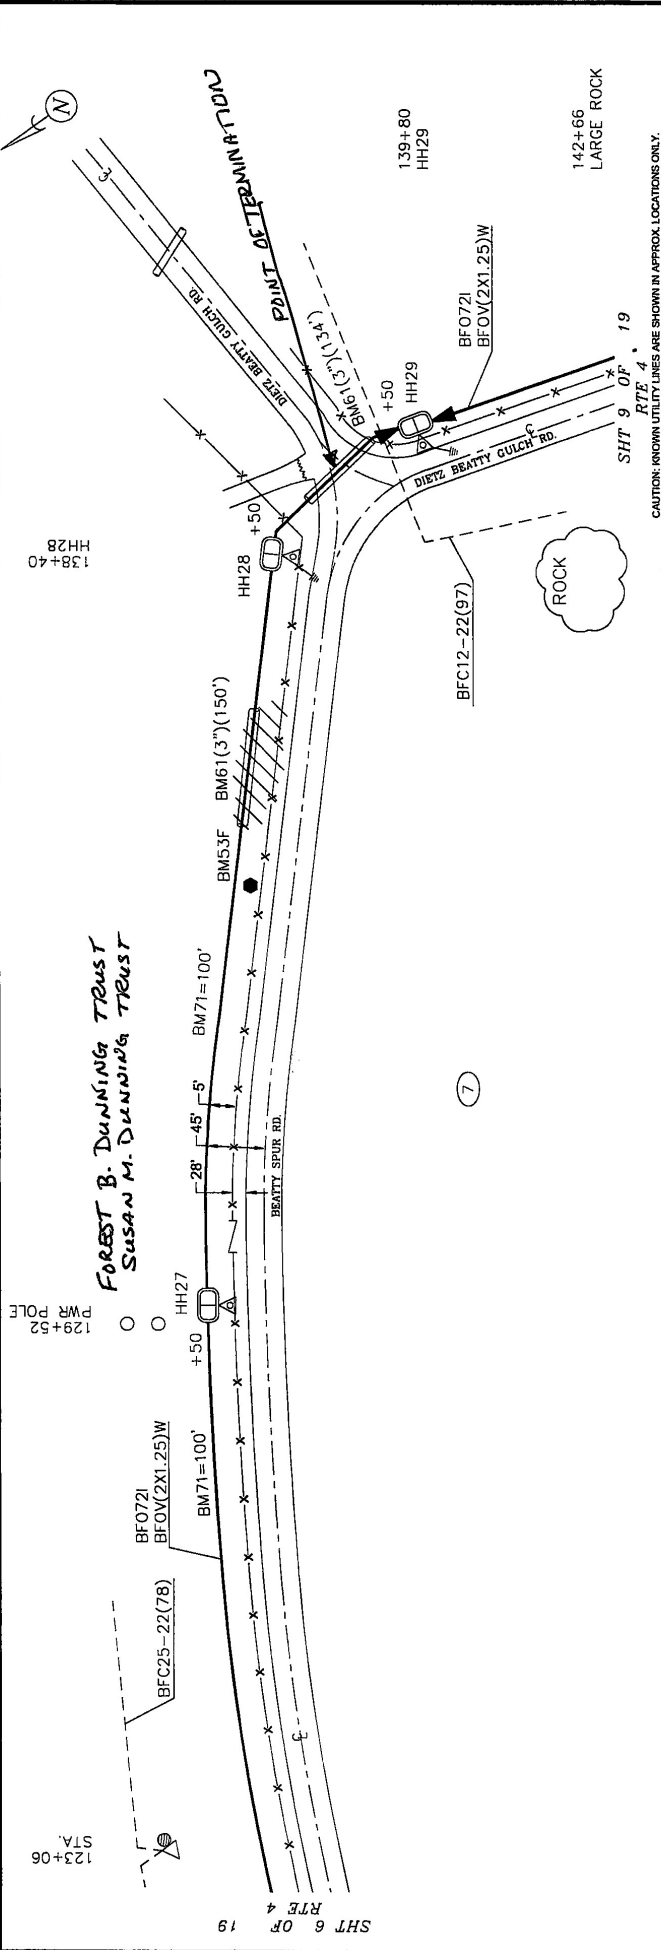 N
POINT OF TERMINATION
139+80
HH29
142+66
LARGE ROCK
CAUTION: KNOWN UTILITY LINES ARE SHOWN IN APPROX. LOCATIONS ONLY.
DIETZ BEATTY GULCH RD.
BM61(3")(134')
BFO72I
BFOV(2X1.25)W
+50
HH29
SHT 9 OF 19
RTE 4
DIETZ BEATTY GULCH RD.
138+40
HH28
+50
HH28
BFC12-22(97)
ROCK
BM61(3")(150')
BM53F
FOREST B. DUNNING TRUST
SUSAN M. DUNNING TRUST
BM71=100'
5'
45'
28'
BEATTY SPUR RD.
7
129+52
PWR POLE
HH27
+50
BM71=100'
BFO72I
BFOV(2X1.25)W
BFC25-22(78)
123+06
STA.
SHT 6 OF 19
RTE 4